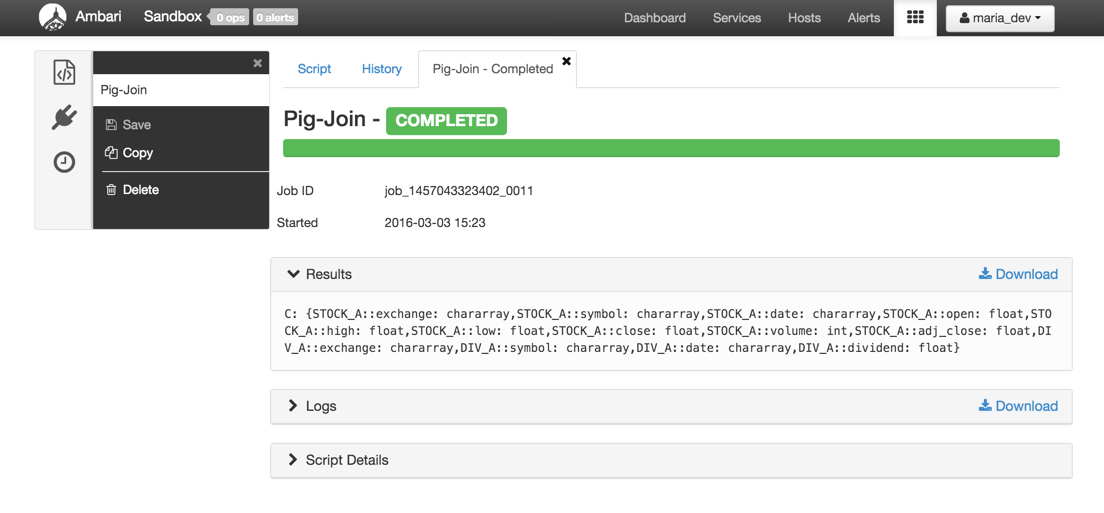 Ambari Sandbox 0 ops 0 alerts Dashboard Services Hosts Alerts maria_dev
Pig-Join
Save
Copy
Delete
Script History Pig-Join - Completed
Pig-Join - COMPLETED
Job ID job_1457043323402_0011
Started 2016-03-03 15:23
Results Download
C: {STOCK_A::exchange: chararray,STOCK_A::symbol: chararray,STOCK_A::date: chararray,STOCK_A::open: float,STO
CK_A::high: float,STOCK_A::low: float,STOCK_A::close: float,STOCK_A::volume: int,STOCK_A::adj_close: float,DI
V_A::exchange: chararray,DIV_A::symbol: chararray,DIV_A::date: chararray,DIV_A::dividend: float}
Logs Download
Script Details